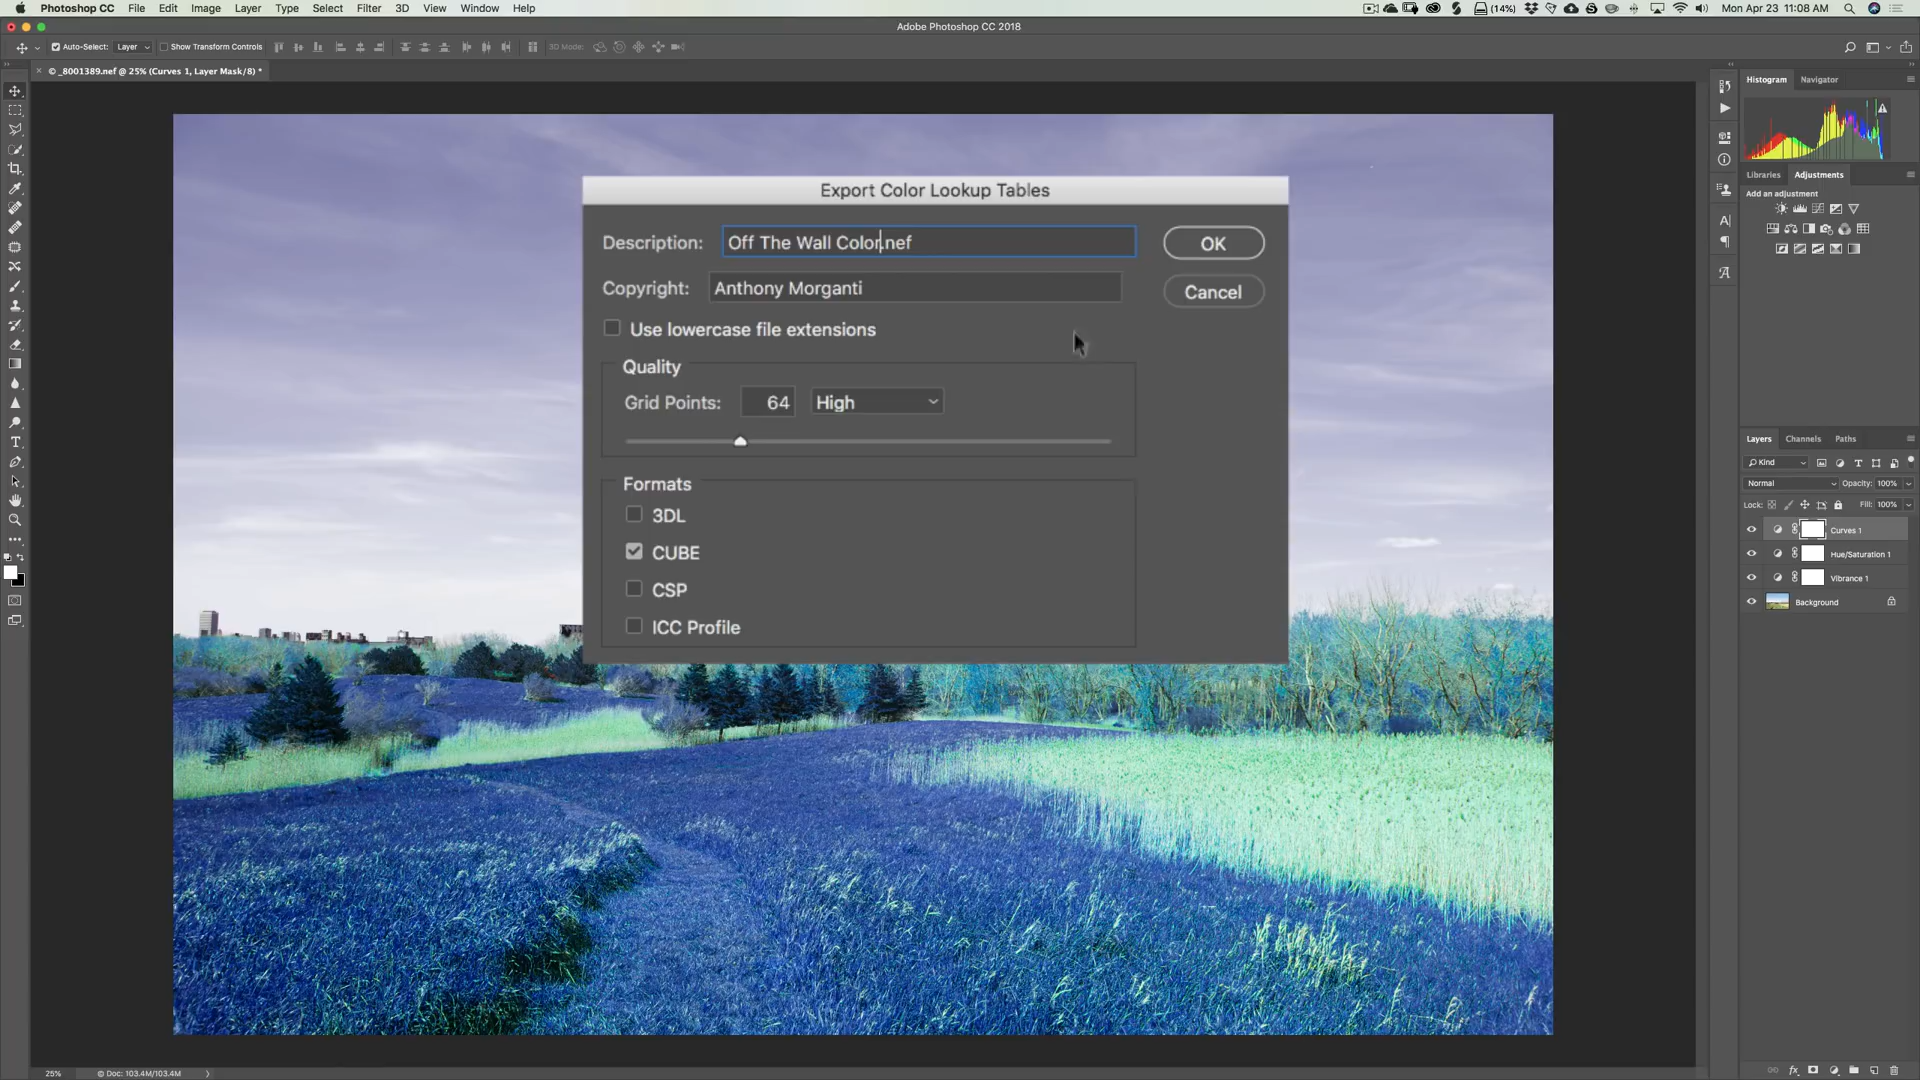 Photoshop CC File Edit Image Layer Type Select Filter 3D View Window Help (14%) Mon Apr 23 11:08 AM
Adobe Photoshop CC 2018
Auto-Select: Layer Show Transform Controls 3D Mode:
© _8001389.nef @ 25% (Curves 1, Layer Mask/8) *
Histogram Navigator
Libraries Adjustments
Add an adjustment
Export Color Lookup Tables
Description: Off The Wall Color.nef OK
Copyright: Anthony Morganti Cancel
Use lowercase file extensions
Quality
Grid Points: 64 High
Formats
3DL
CUBE
CSP
ICC Profile
Layers Channels Paths
Kind
Normal Opacity: 100%
Lock: Fill: 100%
Curves 1
Hue/Saturation 1
Vibrance 1
Background
25% © Doc: 103.4M/103.4M